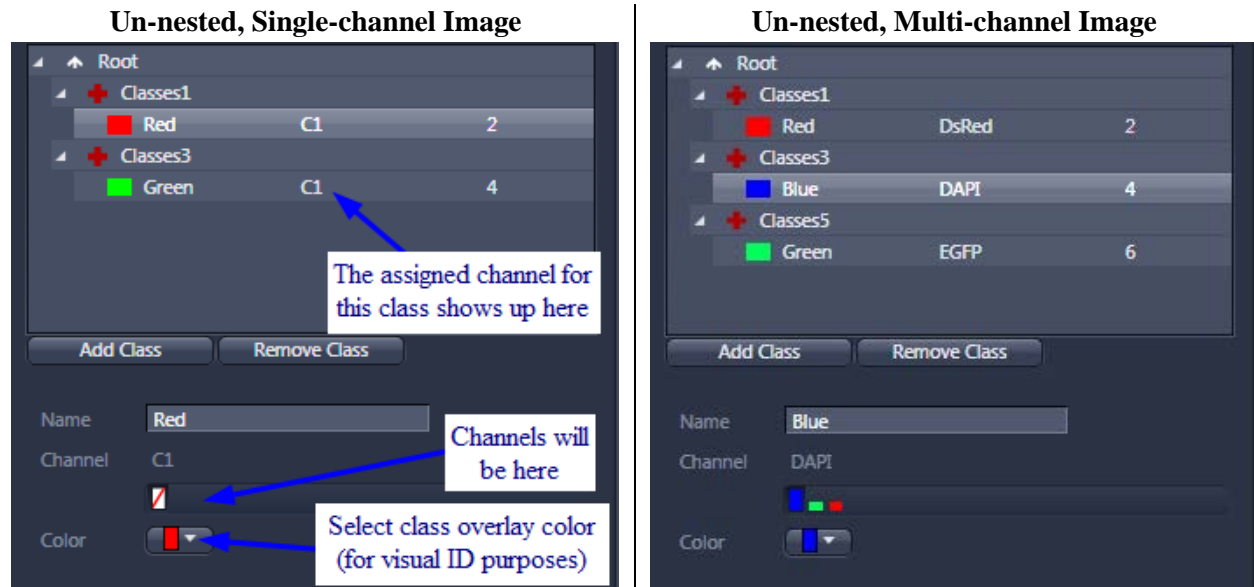 Un-nested, Single-channel Image
Root
Classes1
Red C1 2
Classes3
Green C1 4
The assigned channel for
this class shows up here
Add Class Remove Class
Name Red
Channel C1
Channels will
be here
Color
Select class overlay color
(for visual ID purposes)
Un-nested, Multi-channel Image
Root
Classes1
Red DsRed 2
Classes3
Blue DAPI 4
Classes5
Green EGFP 6
Add Class Remove Class
Name Blue
Channel DAPI
Color